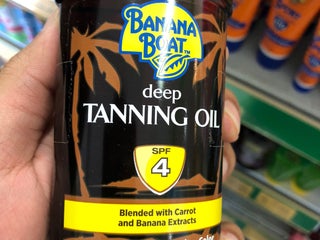 BANANA
BOAT
deep
TANNING OIL
SPF
4
Blended with Carrot
and Banana Extracts